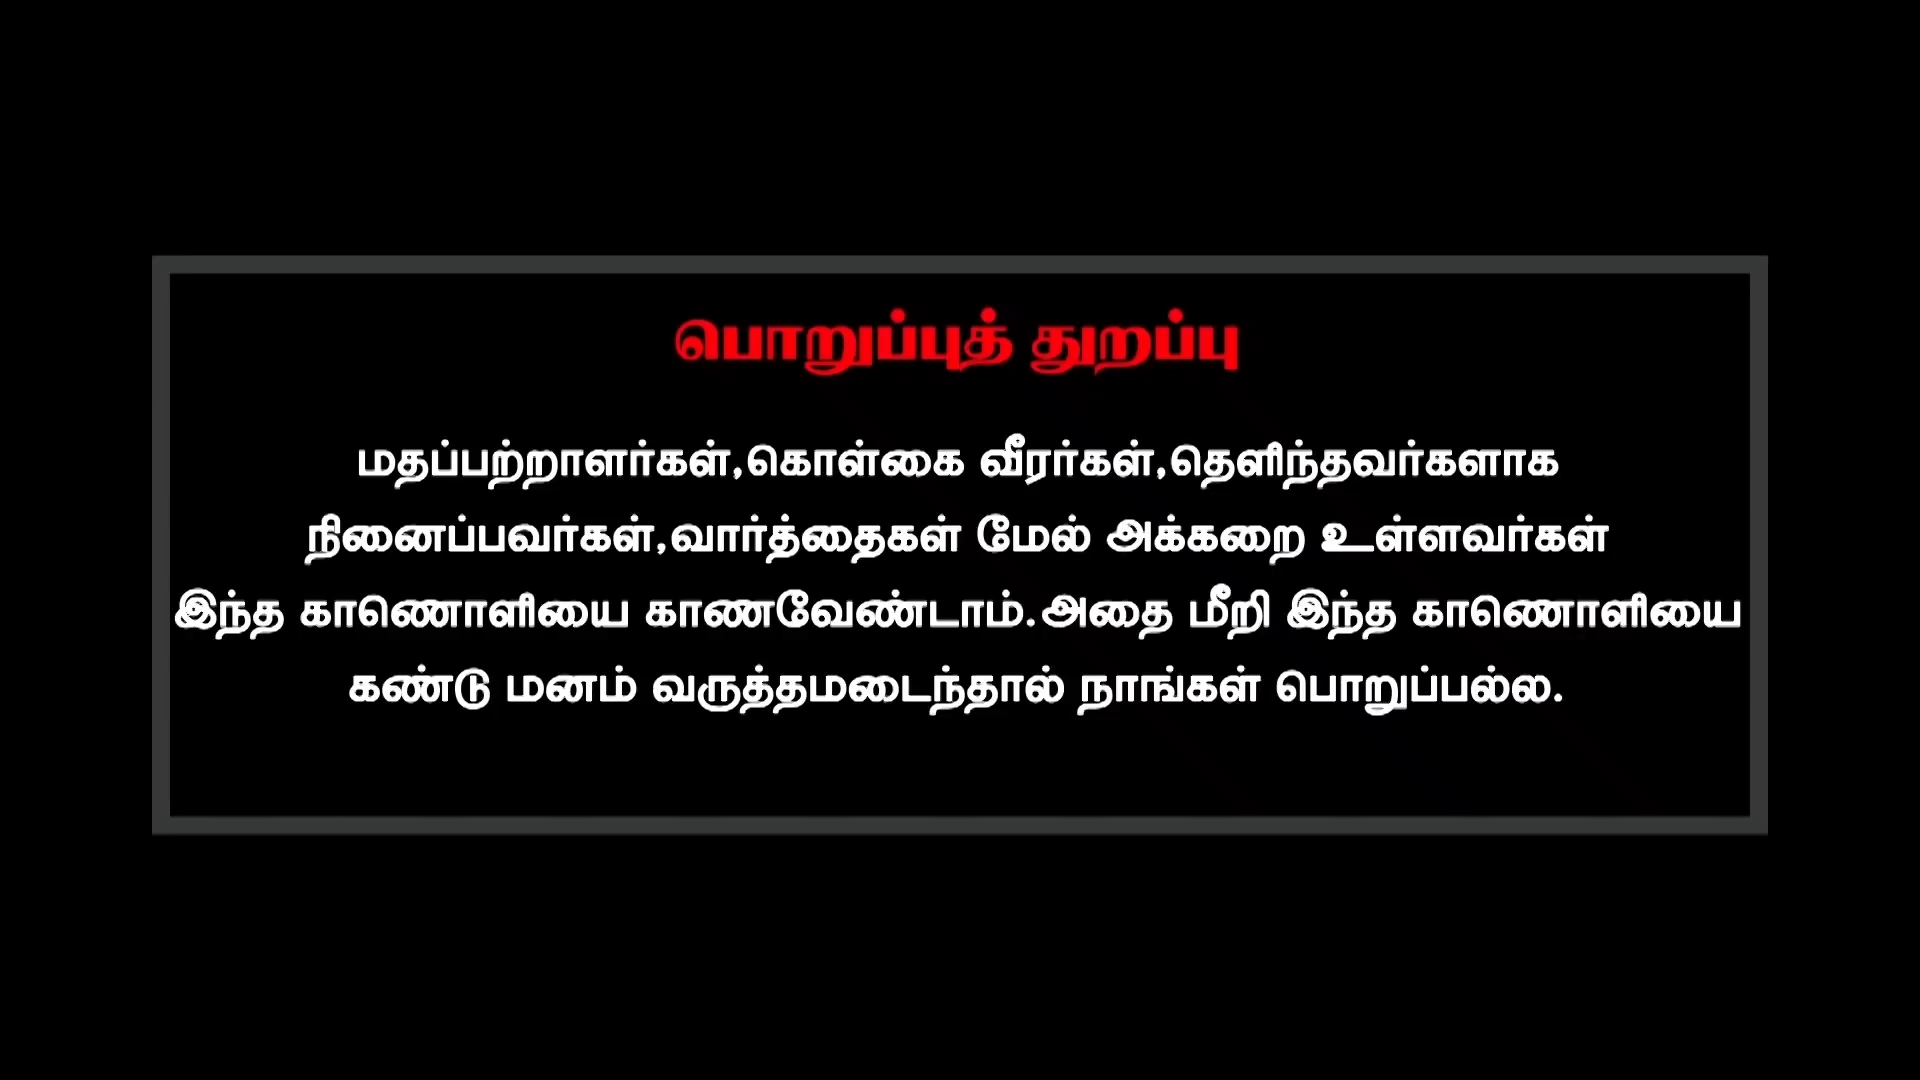 பொறுப்புத் துறப்பு
மதப்பற்றாளர்கள்,கொள்கை வீரர்கள்,தெளிந்தவர்களாக
நினைப்பவர்கள்,வார்த்தைகள் மேல் அக்கறை உள்ளவர்கள்
இந்த காணொளியை காணவேண்டாம்.அதை மீறி இந்த காணொளியை
கண்டு மனம் வருத்தமடைந்தால் நாங்கள் பொறுப்பல்ல.